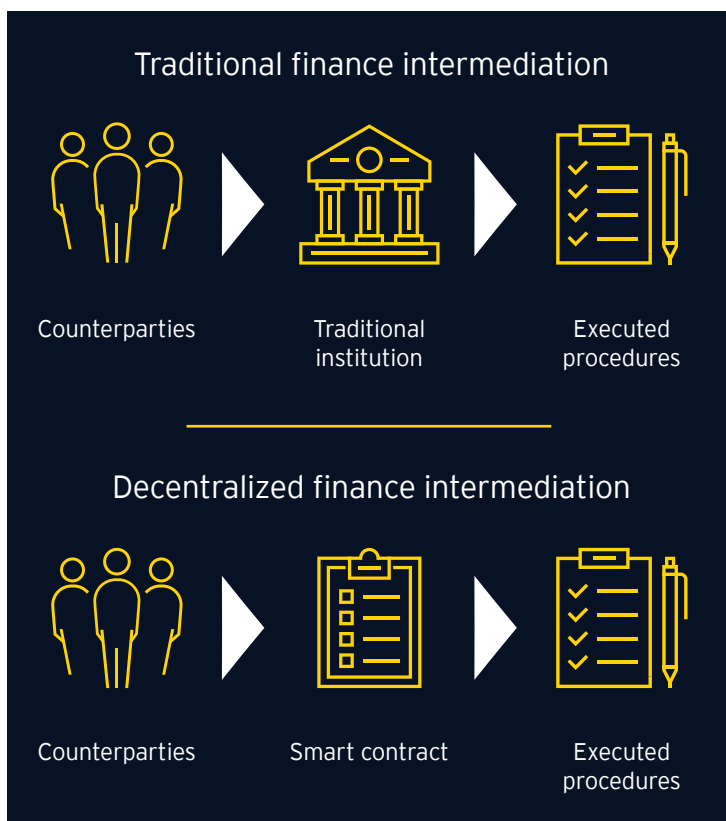 Traditional finance intermediation
Counterparties
Traditional
institution
Executed
procedures
Decentralized finance intermediation
Counterparties
Smart contract
Executed
procedures